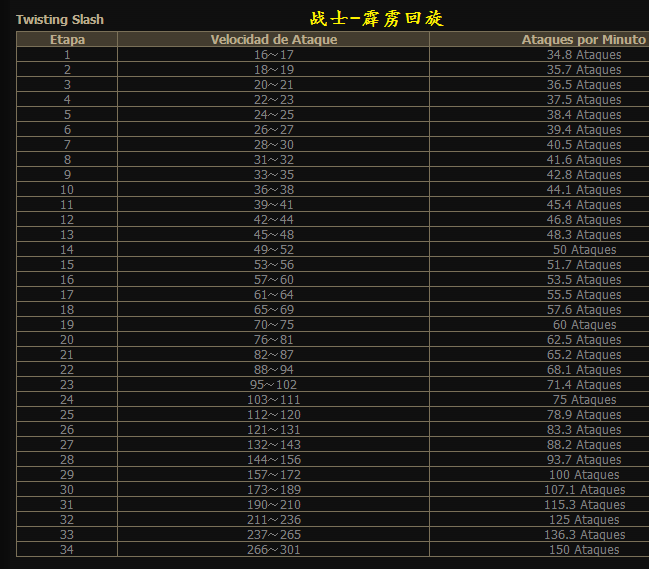 Twisting Slash 战士-霹雳回旋
Etapa Velocidad de Ataque Ataques por Minuto
1 16~17 34.8 Ataques
2 18~19 35.7 Ataques
3 20~21 36.5 Ataques
4 22~23 37.5 Ataques
5 24~25 38.4 Ataques
6 26~27 39.4 Ataques
7 28~30 40.5 Ataques
8 31~32 41.6 Ataques
9 33~35 42.8 Ataques
10 36~38 44.1 Ataques
11 39~41 45.4 Ataques
12 42~44 46.8 Ataques
13 45~48 48.3 Ataques
14 49~52 50 Ataques
15 53~56 51.7 Ataques
16 57~60 53.5 Ataques
17 61~64 55.5 Ataques
18 65~69 57.6 Ataques
19 70~75 60 Ataques
20 76~81 62.5 Ataques
21 82~87 65.2 Ataques
22 88~94 68.1 Ataques
23 95~102 71.4 Ataques
24 103~111 75 Ataques
25 112~120 78.9 Ataques
26 121~131 83.3 Ataques
27 132~143 88.2 Ataques
28 144~156 93.7 Ataques
29 157~172 100 Ataques
30 173~189 107.1 Ataques
31 190~210 115.3 Ataques
32 211~236 125 Ataques
33 237~265 136.3 Ataques
34 266~301 150 Ataques